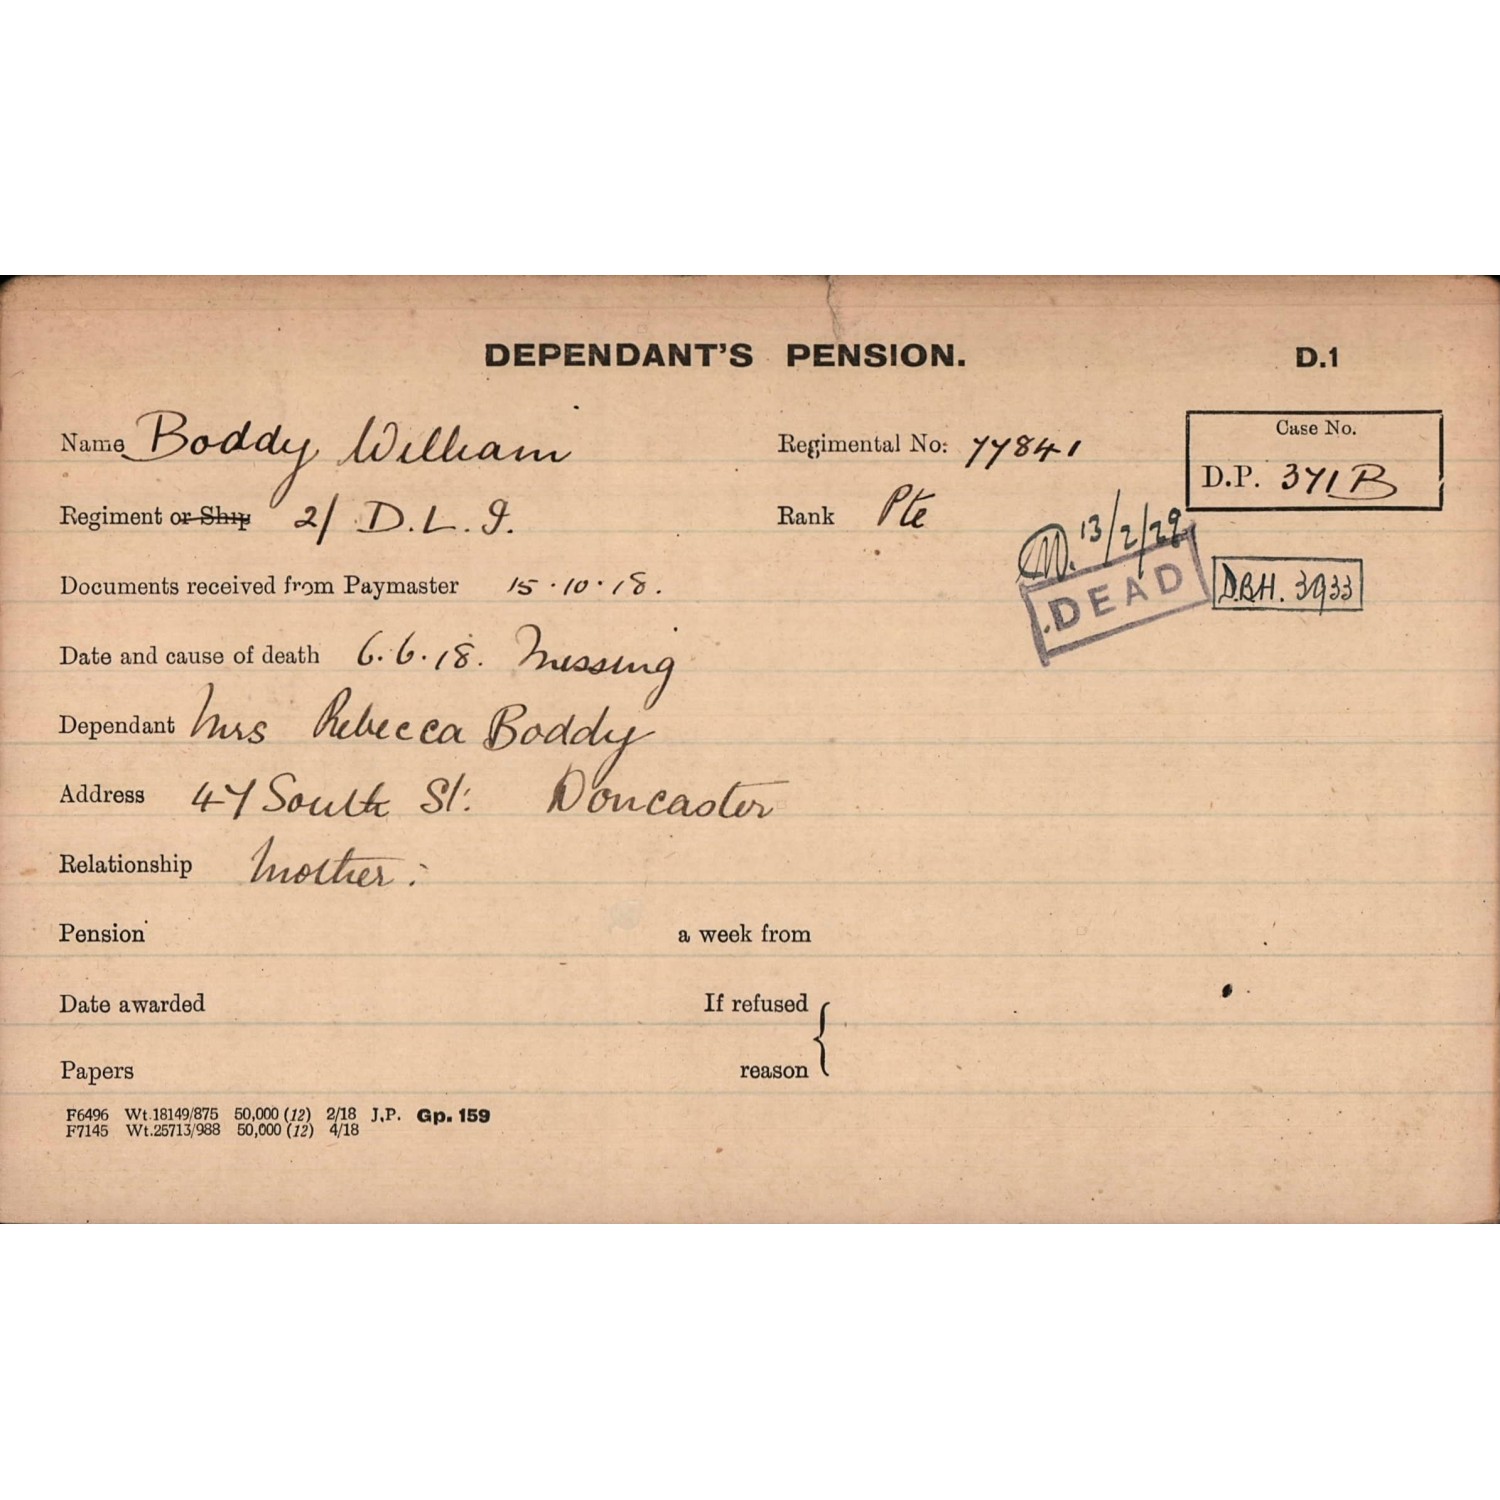 DEPENDANT'S PENSION. D.1
Name Boddy William Regimental No: 77841 Case No.
D.P. 371B
Regiment or Ship 2/ D.L.I. Rank Pte
13/2/29
DEAD
D.B.H. 3933
Documents received from Paymaster 15.10.18.
Date and cause of death 6.6.18. Missing
Dependant Mrs Rebecca Boddy
Address 47 South St: Doncaster
Relationship Mother:
Pension a week from
Date awarded If refused
Papers reason
F6496 Wt.18149/875 50,000 (12) 2/18 J.P. Gp. 159
F7145 Wt.25713/988 50,000 (12) 4/18